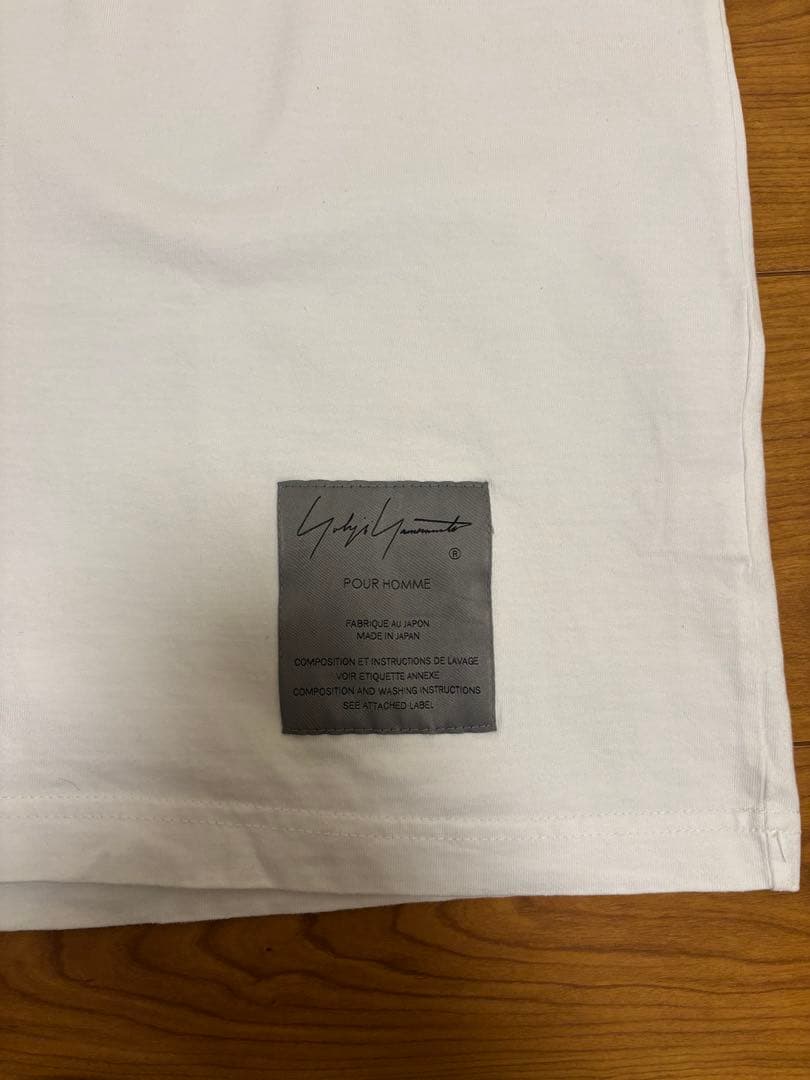 Yohji Yamamoto
®
POUR HOMME
FABRIQUE AU JAPON
MADE IN JAPAN
COMPOSITION ET INSTRUCTIONS DE LAVAGE
VOIR ETIQUETTE ANNEXE
COMPOSITION AND WASHING INSTRUCTIONS
SEE ATTACHED LABEL